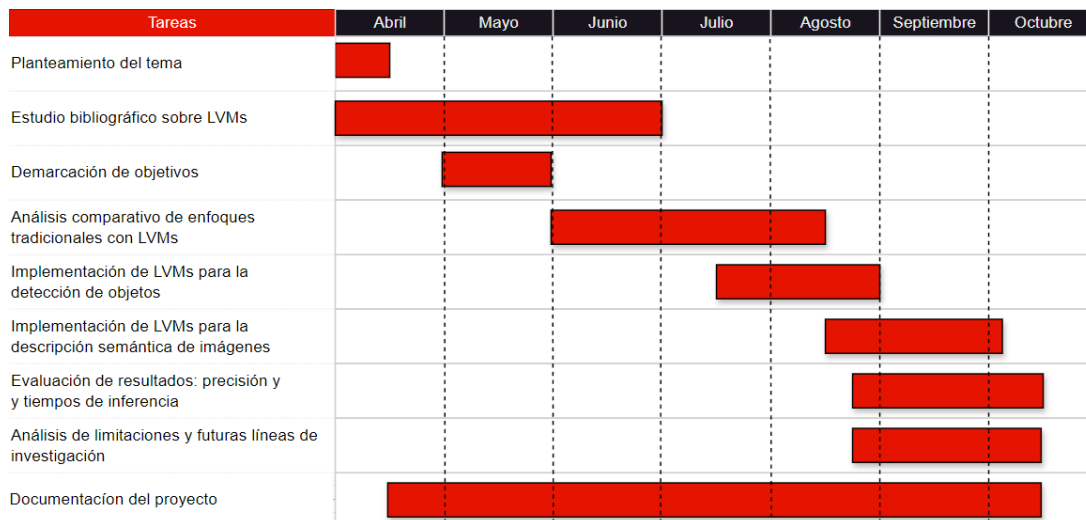 Tareas Abril Mayo Junio Julio Agosto Septiembre Octubre
Planteamiento del tema
Estudio bibliográfico sobre LVMs
Demarcación de objetivos
Análisis comparativo de enfoques
tradicionales con LVMs
Implementación de LVMs para la
detección de objetos
Implementación de LVMs para la
descripción semántica de imágenes
Evaluación de resultados: precisión y
y tiempos de inferencia
Análisis de limitaciones y futuras líneas de
investigación
Documentacíon del proyecto